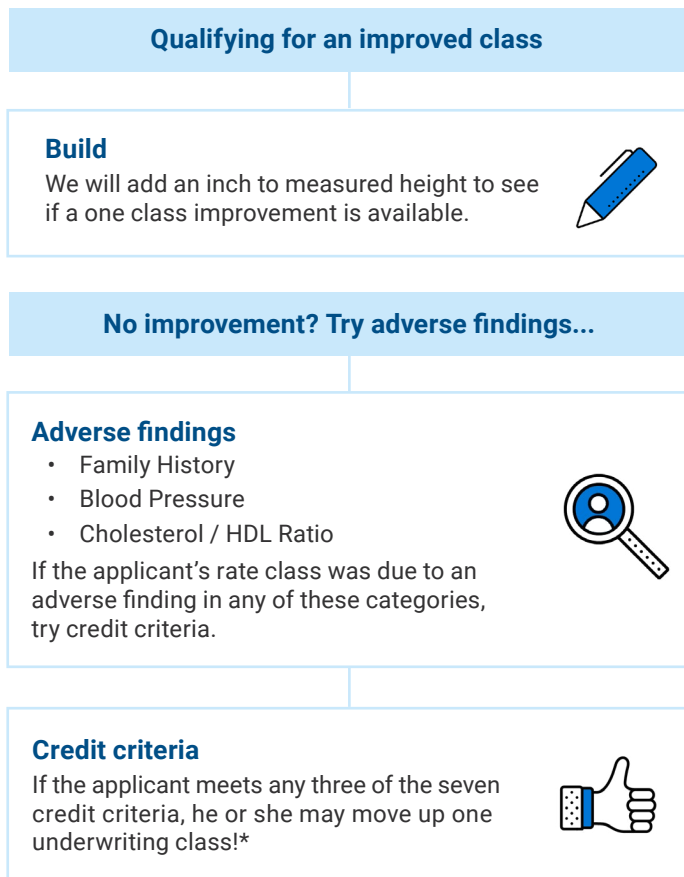 Qualifying for an improved class
Build
We will add an inch to measured height to see
if a one class improvement is available.
No improvement? Try adverse findings...
Adverse findings
• Family History
• Blood Pressure
• Cholesterol / HDL Ratio
If the applicant’s rate class was due to an
adverse finding in any of these categories,
try credit criteria.
Credit criteria
If the applicant meets any three of the seven
credit criteria, he or she may move up one
underwriting class!*